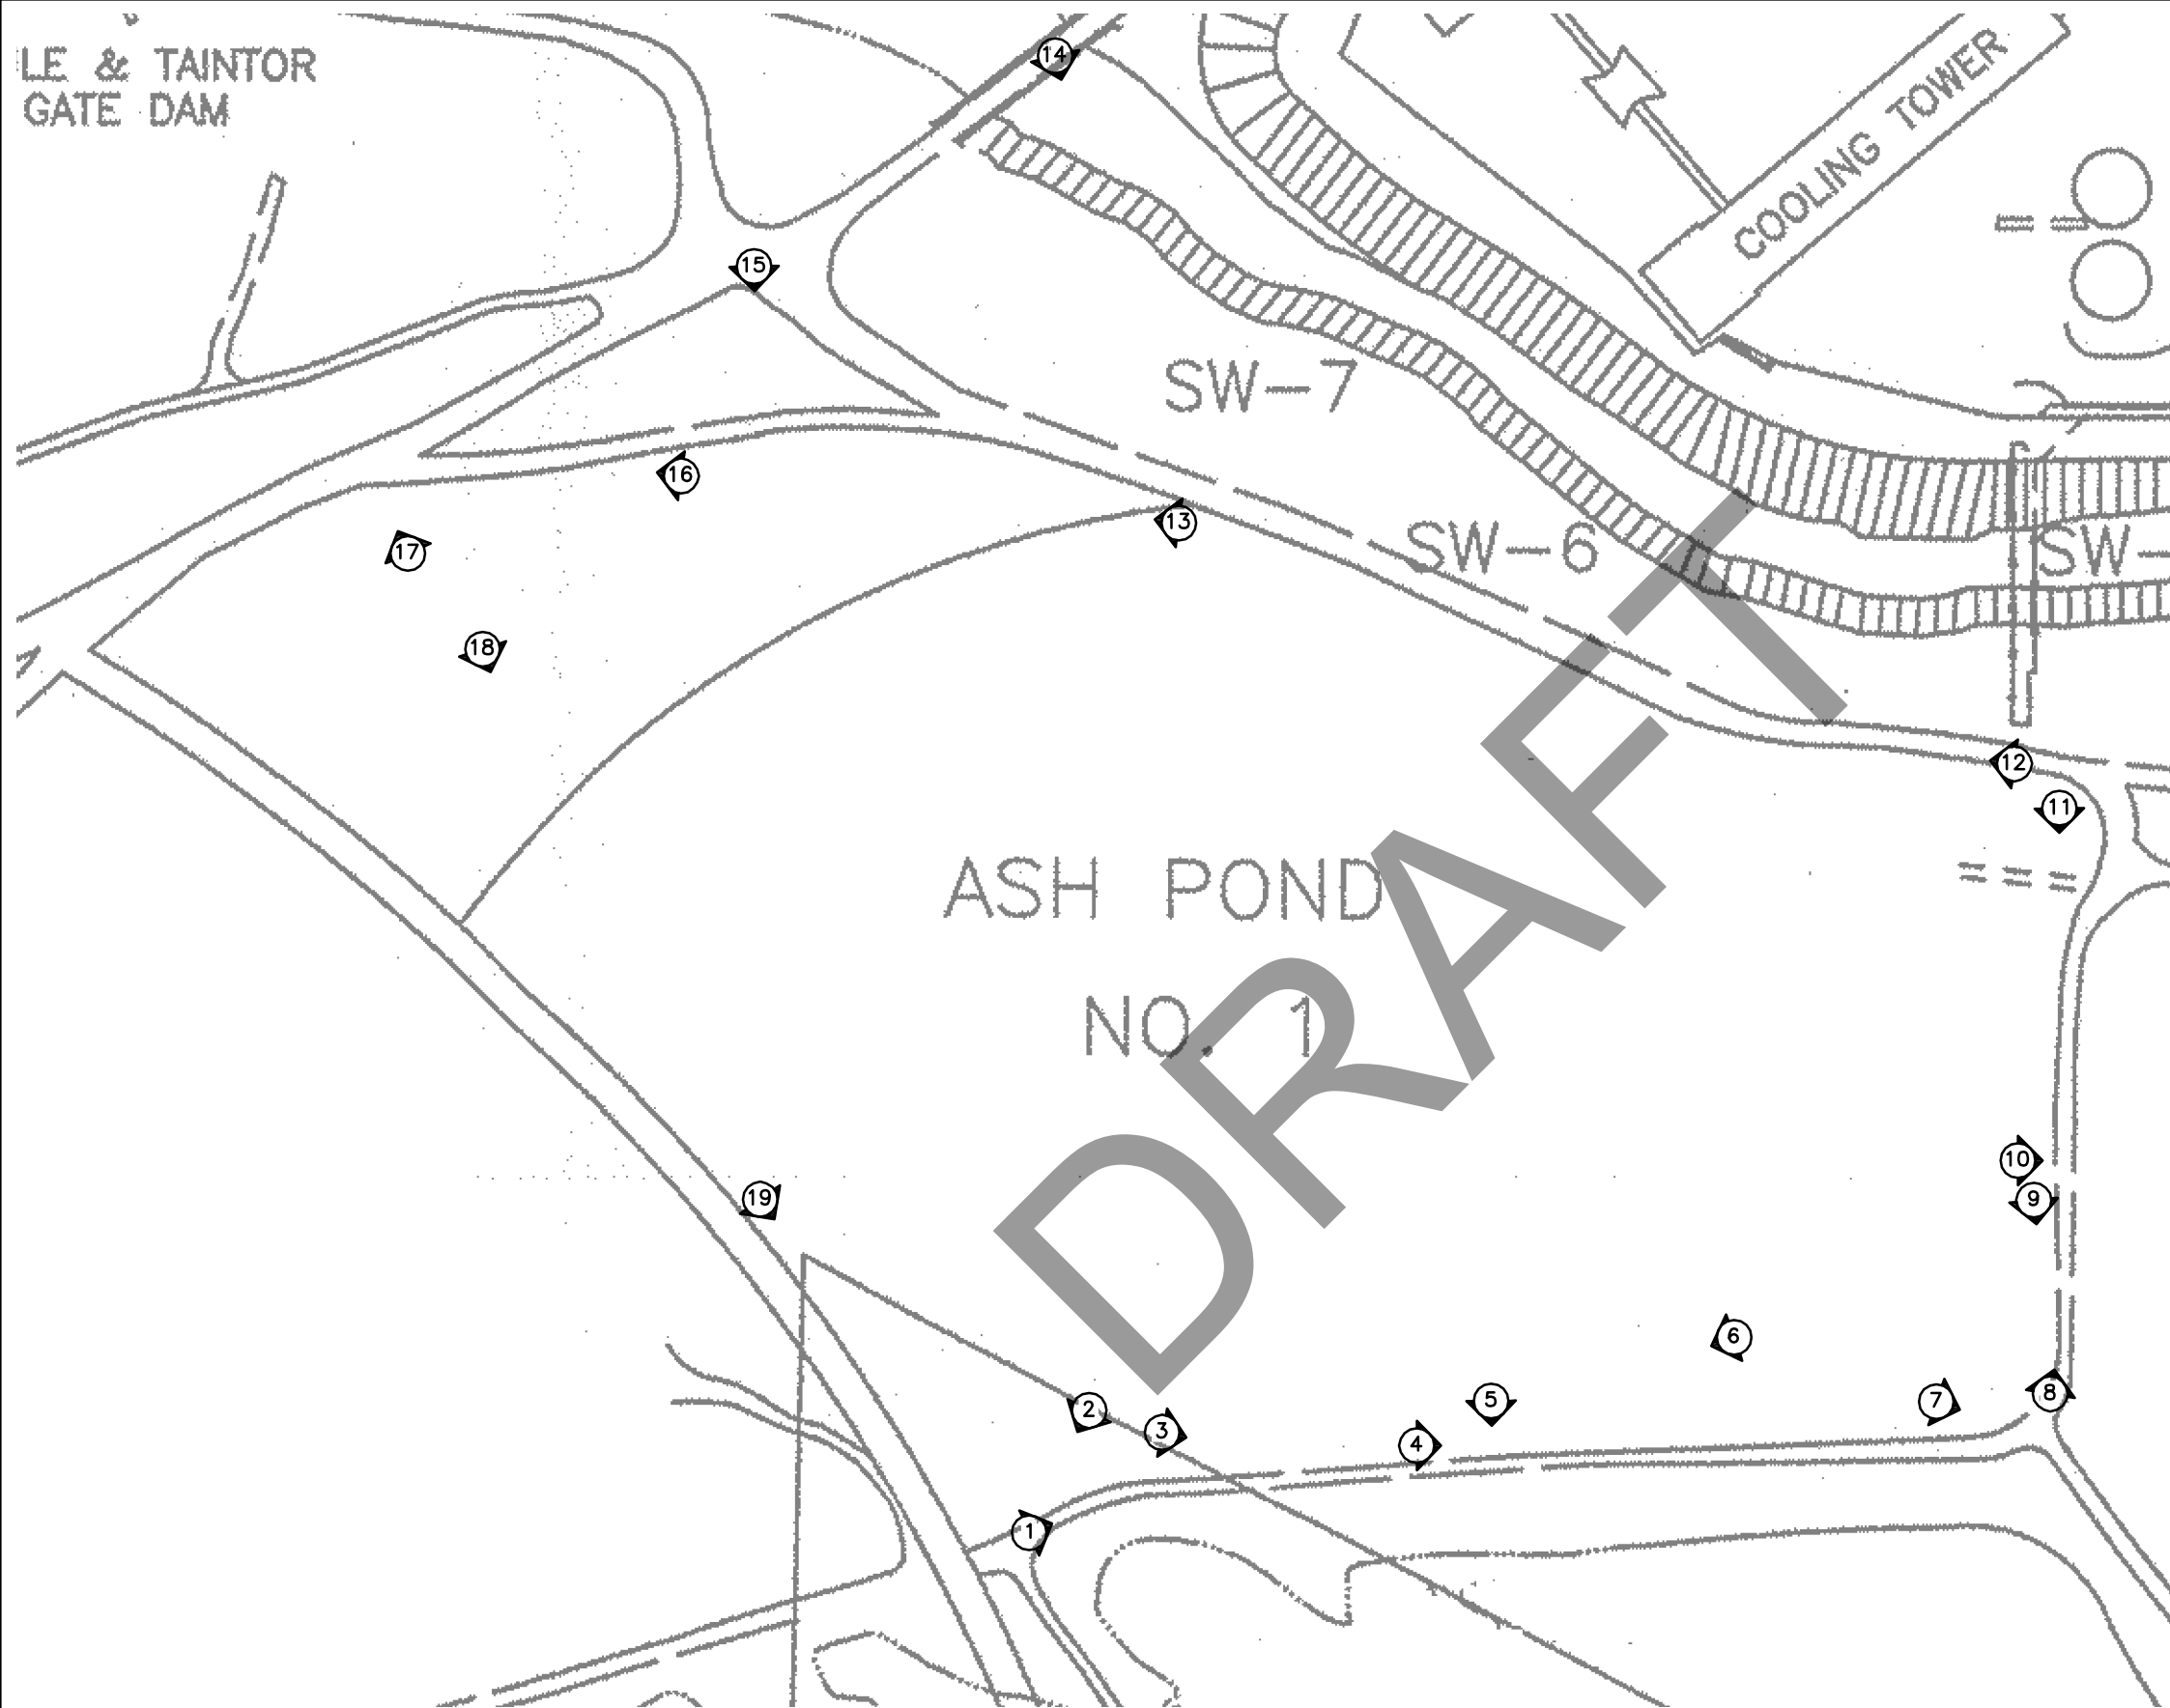 LE & TAINTOR
GATE DAM
COOLING TOWER
14
15
SW-7
16
13
SW-6
SW-
17
18
12
11
ASH POND
NO. 1
DRAFT
10
9
19
6
8
7
5
2
3
4
1